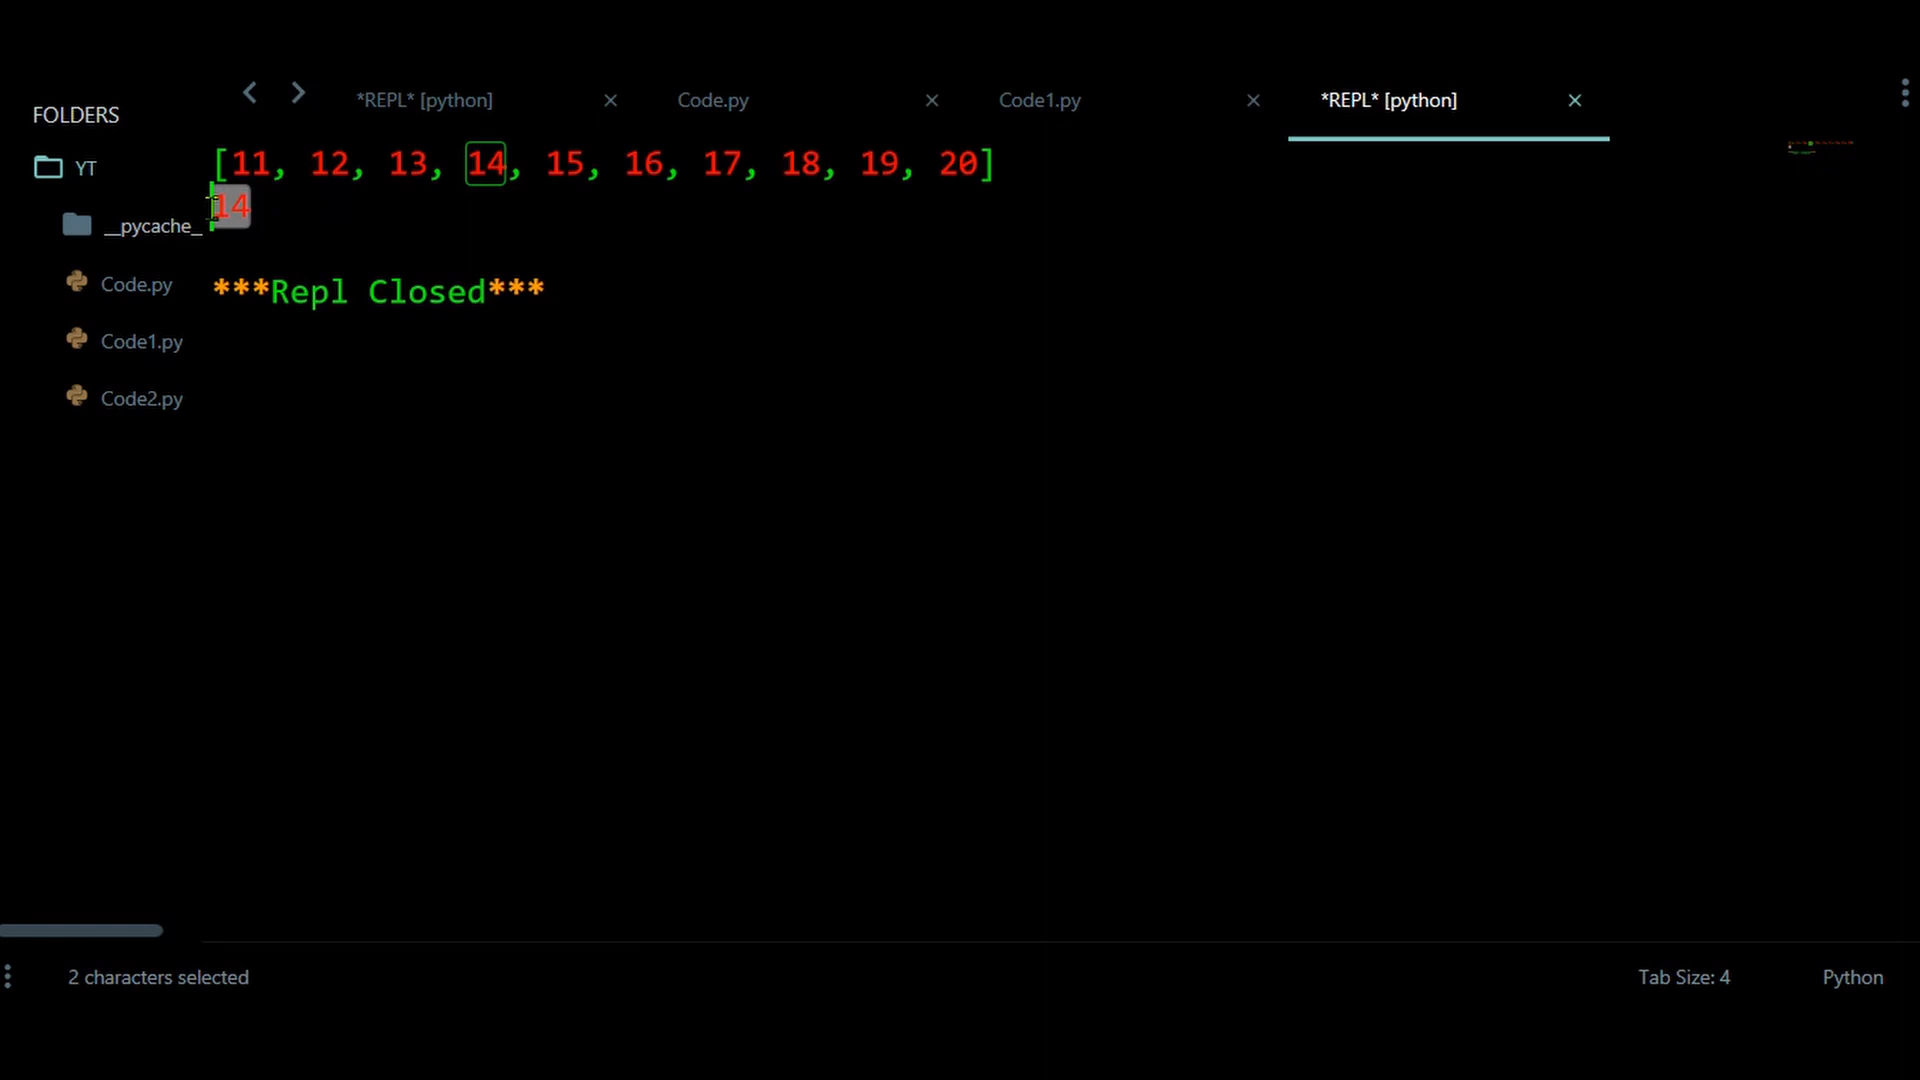 *REPL* [python] Code.py Code1.py *REPL* [python]
FOLDERS
YT
__pycache_
Code.py
Code1.py
Code2.py
[11, 12, 13, 14, 15, 16, 17, 18, 19, 20]
14
***Repl Closed***
2 characters selected
Tab Size: 4
Python